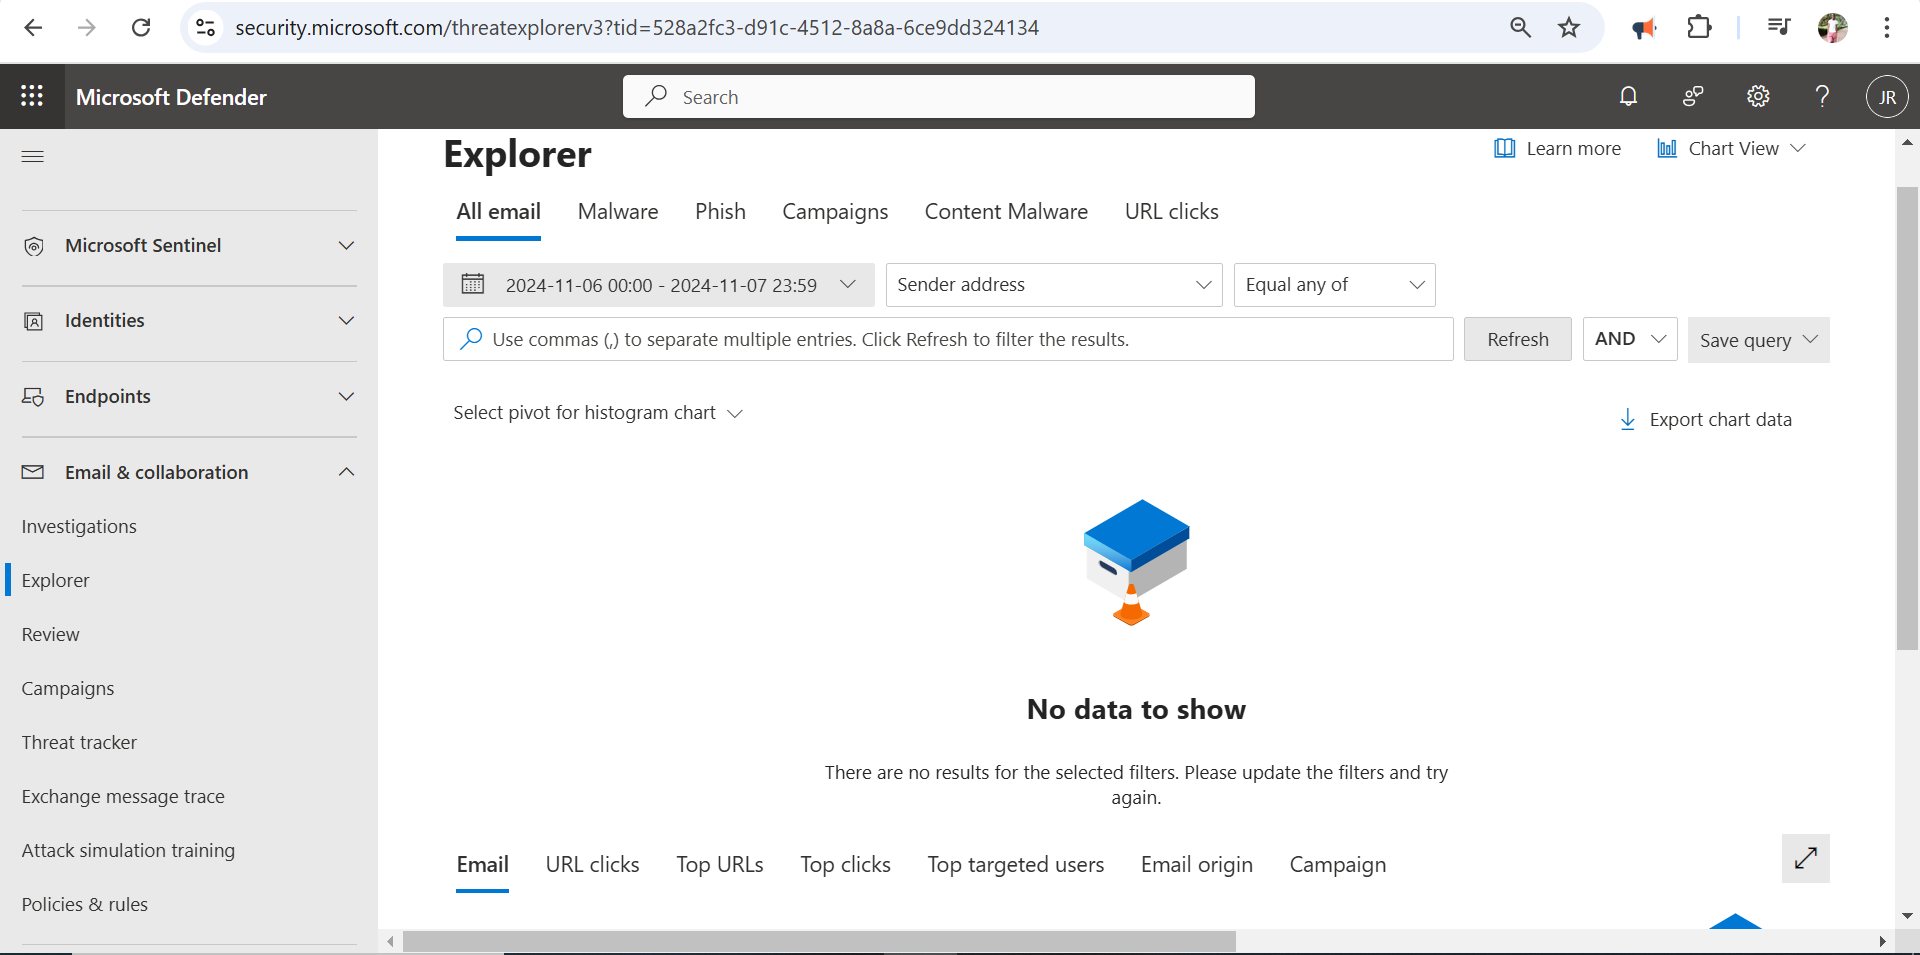 security.microsoft.com/threatexplorerv3?tid=528a2fc3-d91c-4512-8a8a-6ce9dd324134
Microsoft Defender
Search
JR
Explorer
Learn more
Chart View
All email
Malware
Phish
Campaigns
Content Malware
URL clicks
2024-11-06 00:00 - 2024-11-07 23:59
Sender address
Equal any of
Use commas (,) to separate multiple entries. Click Refresh to filter the results.
Refresh
AND
Save query
Select pivot for histogram chart
Export chart data
No data to show
There are no results for the selected filters. Please update the filters and try
again.
Email
URL clicks
Top URLs
Top clicks
Top targeted users
Email origin
Campaign
Microsoft Sentinel
Identities
Endpoints
Email & collaboration
Investigations
Explorer
Review
Campaigns
Threat tracker
Exchange message trace
Attack simulation training
Policies & rules